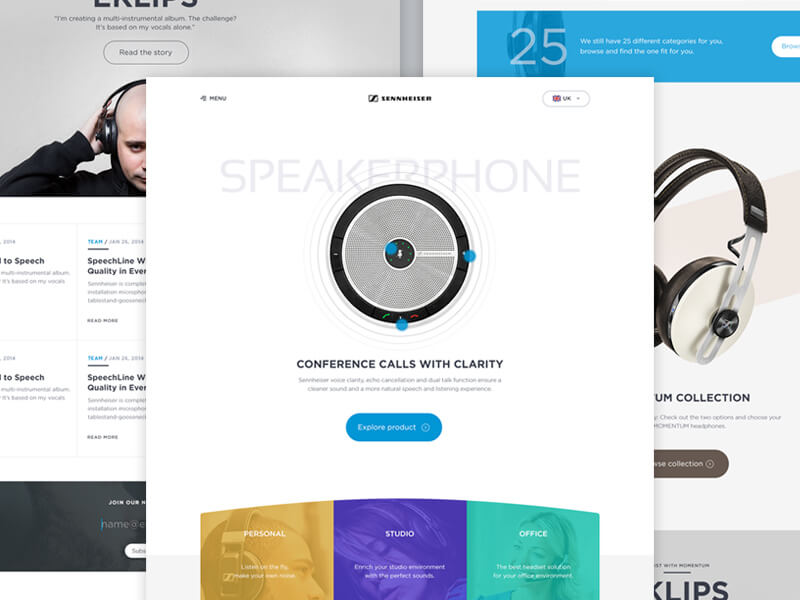 EKLIPS
"I'm creating a multi-instrumental album. The challenge?
It's based on my vocals alone."
Read the story
, 2014
to Speech
multi-instrumental album.
It's based on my vocals
TEAM / JAN 26, 2014
SpeechLine W
Quality in Ever
Sennheiser is complet
installation microphon
tablestand-goosenec
READ MORE
, 2014
to Speech
multi-instrumental album.
It's based on my vocals
TEAM / JAN 26, 2014
SpeechLine W
Quality in Ever
Sennheiser is complet
installation microphon
tablestand-goosenec
READ MORE
JOIN OUR N
name@e
Subs
MENU
SENNHEISER
UK
SPEAKERPHONE
SENNHEISER
CONFERENCE CALLS WITH CLARITY
Sennheiser voice clarity, echo cancellation and dual talk function ensure a
cleaner sound and a more natural speech and listening experience.
Explore product
PERSONAL
Listen on the fly,
make your own noise.
STUDIO
Enrich your studio environment
with the perfect sounds.
OFFICE
The best headset solution
for your office environment.
25
We still have 25 different categories for you,
browse and find the one fit for you.
Brows
TUM COLLECTION
y: Check out the two options and choose your
MOMENTUM headphones.
wse collection
IST WITH MOMENTUM
KLIPS